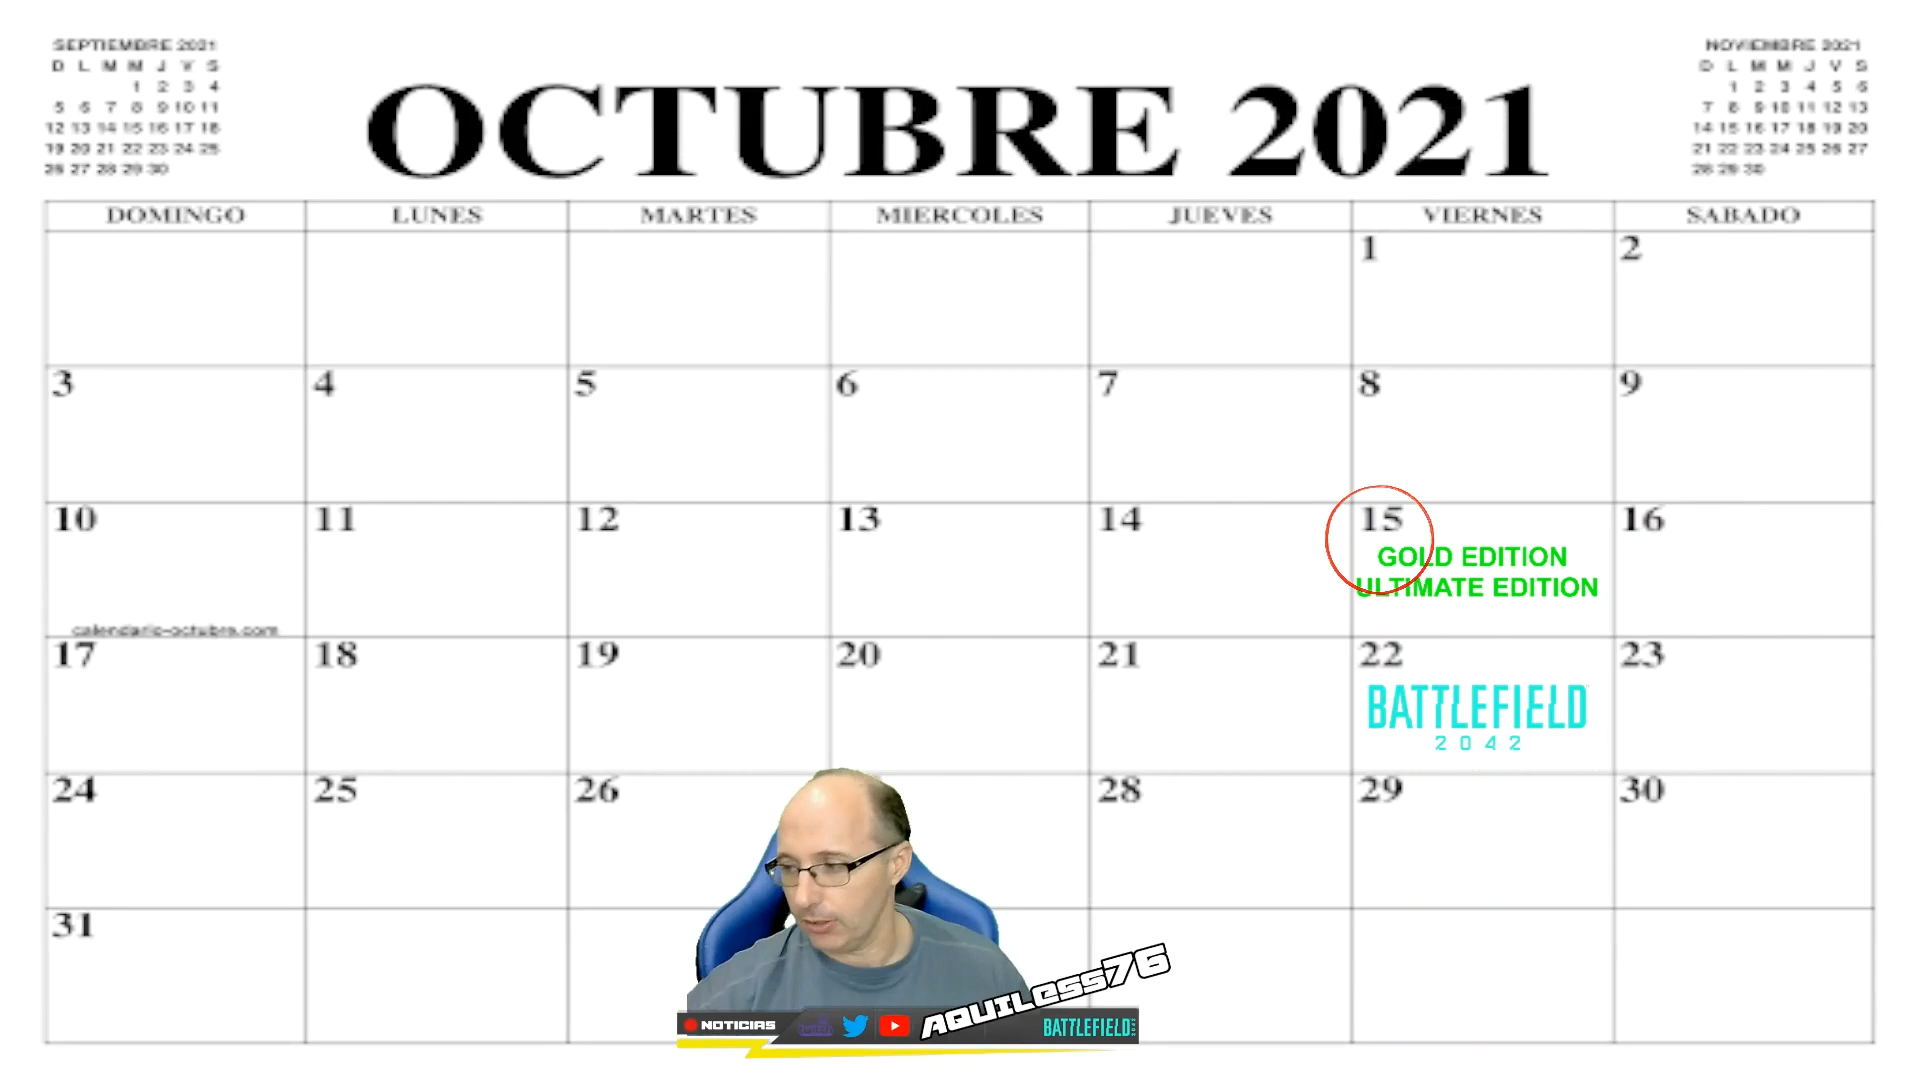 SEPTIEMBRE 2021
D L M M J V S
1 2 3 4
5 6 7 8 9 10 11
12 13 14 15 16 17 18
19 20 21 22 23 24 25
26 27 28 29 30
OCTUBRE 2021
NOVIEMBRE 2021
D L M M J V S
1 2 3 4 5 6
7 8 9 10 11 12 13
14 15 16 17 18 19 20
21 22 23 24 25 26 27
28 29 30
DOMINGO LUNES MARTES MIERCOLES JUEVES VIERNES SABADO
1 2
3 4 5 6 7 8 9
10 11 12 13 14 15 16
GOLD EDITION
ULTIMATE EDITION
calendario-octubre.com
17 18 19 20 21 22 23
BATTLEFIELD
2042
24 25 26 28 29 30
31
AQUILESS76
NOTICIAS
BATTLEFIELD